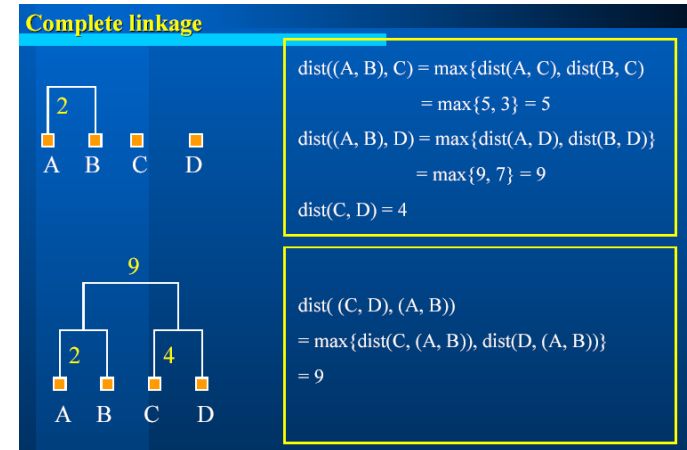 Complete linkage
2
A B C D
dist((A, B), C) = max{dist(A, C), dist(B, C)
= max{5, 3} = 5
dist((A, B), D) = max{dist(A, D), dist(B, D)}
= max{9, 7} = 9
dist(C, D) = 4
9
2 4
A B C D
dist( (C, D), (A, B))
= max{dist(C, (A, B)), dist(D, (A, B))}
= 9